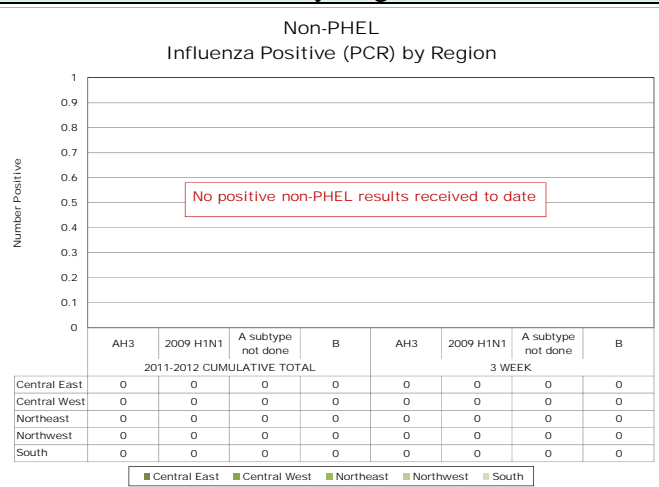 Non-PHEL
Influenza Positive (PCR) by Region
Number Positive
1
0.9
0.8
0.7
0.6
0.5
0.4
0.3
0.2
0.1
0
No positive non-PHEL results received to date
AH3 2009 H1N1 A subtype not done B AH3 2009 H1N1 A subtype not done B
2011-2012 CUMULATIVE TOTAL 3 WEEK
Central East 0 0 0 0 0 0 0 0
Central West 0 0 0 0 0 0 0 0
Northeast 0 0 0 0 0 0 0 0
Northwest 0 0 0 0 0 0 0 0
South 0 0 0 0 0 0 0 0
Central East Central West Northeast Northwest South